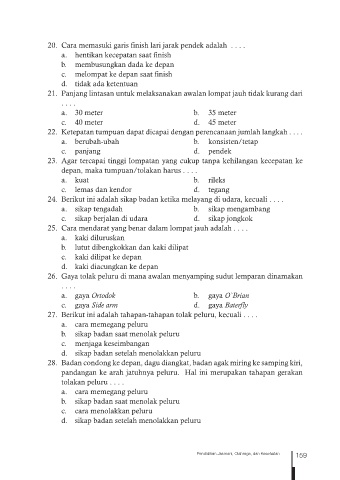 20. Cara memasuki garis finish lari jarak pendek adalah . . . .
a. hentikan kecepatan saat finish
b. membusungkan dada ke depan
c. melompat ke depan saat finish
d. tidak ada ketentuan
21. Panjang lintasan untuk melaksanakan awalan lompat jauh tidak kurang dari
. . . .
a. 30 meter b. 35 meter
c. 40 meter d. 45 meter
22. Ketepatan tumpuan dapat dicapai dengan perencanaan jumlah langkah . . . .
a. berubah-ubah b. konsisten/tetap
c. panjang d. pendek
23. Agar tercapai tinggi lompatan yang cukup tanpa kehilangan kecepatan ke
depan, maka tumpuan/tolakan harus . . . .
a. kuat b. rileks
c. lemas dan kendor d. tegang
24. Berikut ini adalah sikap badan ketika melayang di udara, kecuali . . . .
a. sikap tengadah b. sikap mengambang
c. sikap berjalan di udara d. sikap jongkok
25. Cara mendarat yang benar dalam lompat jauh adalah . . . .
a. kaki diluruskan
b. lutut dibengkokkan dan kaki dilipat
c. kaki dilipat ke depan
d. kaki diacungkan ke depan
26. Gaya tolak peluru di mana awalan menyamping sudut lemparan dinamakan
. . . .
a. gaya Ortodok b. gaya O'Brian
c. gaya Side arm d. gaya Baterfly
27. Berikut ini adalah tahapan-tahapan tolak peluru, kecuali . . . .
a. cara memegang peluru
b. sikap badan saat menolak peluru
c. menjaga keseimbangan
d. sikap badan setelah menolakkan peluru
28. Badan condong ke depan, dagu diangkat, badan agak miring ke samping kiri,
pandangan ke arah jatuhnya peluru. Hal ini merupakan tahapan gerakan
tolakan peluru . . . .
a. cara memegang peluru
b. sikap badan saat menolak peluru
c. cara menolakkan peluru
d. sikap badan setelah menolakkan peluru
Pendidikan Jasmani, Olahraga, dan Kesehatan 159